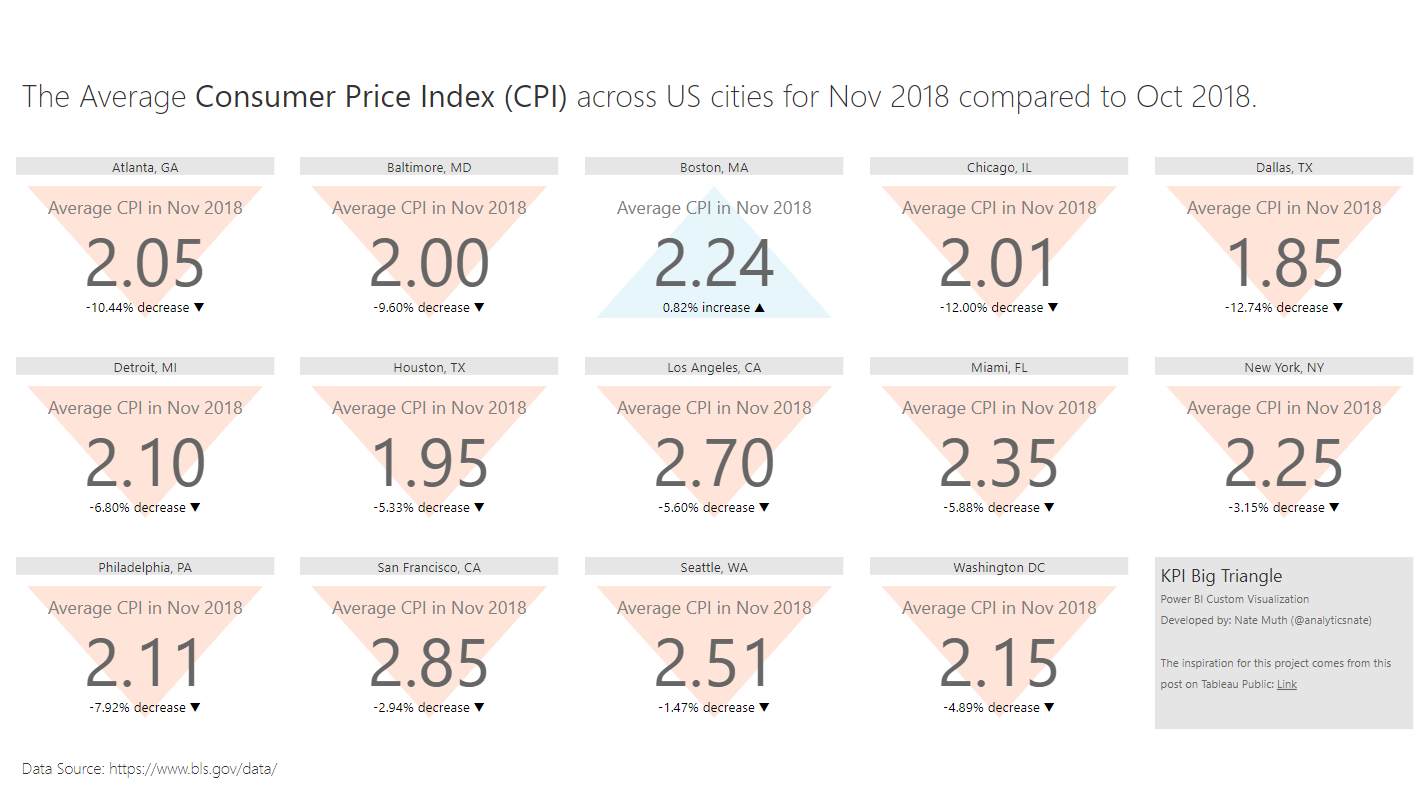 The Average Consumer Price Index (CPI) across US cities for Nov 2018 compared to Oct 2018.
Atlanta, GA
Average CPI in Nov 2018
2.05
-10.44% decrease ▼
Baltimore, MD
Average CPI in Nov 2018
2.00
-9.60% decrease ▼
Boston, MA
Average CPI in Nov 2018
2.24
0.82% increase ▲
Chicago, IL
Average CPI in Nov 2018
2.01
-12.00% decrease ▼
Dallas, TX
Average CPI in Nov 2018
1.85
-12.74% decrease ▼
Detroit, MI
Average CPI in Nov 2018
2.10
-6.80% decrease ▼
Houston, TX
Average CPI in Nov 2018
1.95
-5.33% decrease ▼
Los Angeles, CA
Average CPI in Nov 2018
2.70
-5.60% decrease ▼
Miami, FL
Average CPI in Nov 2018
2.35
-5.88% decrease ▼
New York, NY
Average CPI in Nov 2018
2.25
-3.15% decrease ▼
Philadelphia, PA
Average CPI in Nov 2018
2.11
-7.92% decrease ▼
San Francisco, CA
Average CPI in Nov 2018
2.85
-2.94% decrease ▼
Seattle, WA
Average CPI in Nov 2018
2.51
-1.47% decrease ▼
Washington DC
Average CPI in Nov 2018
2.15
-4.89% decrease ▼
KPI Big Triangle
Power BI Custom Visualization
Developed by: Nate Muth (@analyticsnate)
The inspiration for this project comes from this
post on Tableau Public: Link
Data Source: https://www.bls.gov/data/